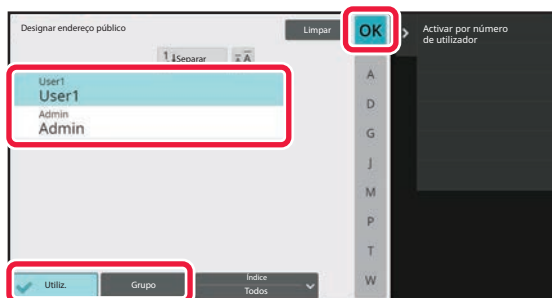 Designar endereço público
Limpar
OK
Activar por número
de utilizador
1 Separar
A A
User1
User1
Admin
Admin
A
D
G
J
M
P
T
W
Utiliz.
Grupo
Índice
Todos